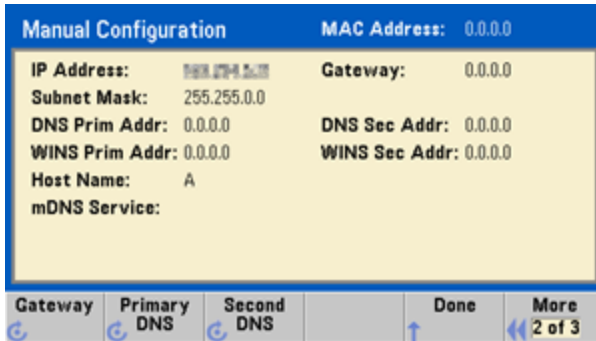 Manual Configuration MAC Address: 0.0.0.0
IP Address: Gateway: 0.0.0.0
Subnet Mask: 255.255.0.0
DNS Prim Addr: 0.0.0.0 DNS Sec Addr: 0.0.0.0
WINS Prim Addr: 0.0.0.0 WINS Sec Addr: 0.0.0.0
Host Name: A
mDNS Service:
Gateway Primary DNS Second DNS Done More
2 of 3